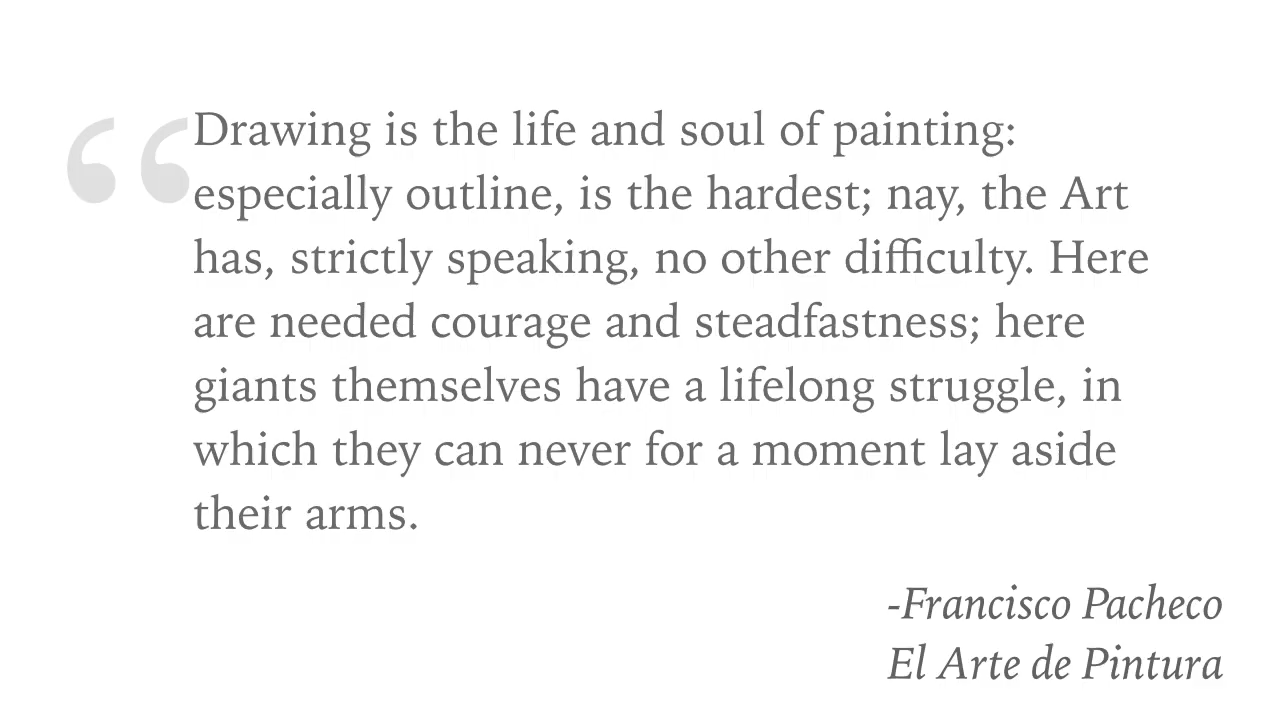 “Drawing is the life and soul of painting:
especially outline, is the hardest; nay, the Art
has, strictly speaking, no other difficulty. Here
are needed courage and steadfastness; here
giants themselves have a lifelong struggle, in
which they can never for a moment lay aside
their arms.
-Francisco Pacheco
El Arte de Pintura